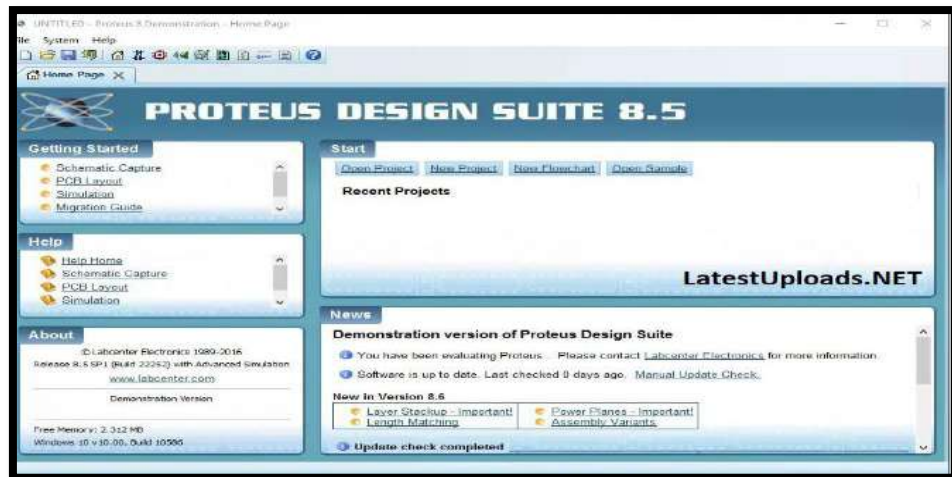 UNTITLED - Proteus 8 Demonstration - Home Page
ile System Help
Home Page
PROTEUS DESIGN SUITE 8.5
Getting Started
Schematic Capture
PCB Layout
Simulation
Migration Guide
Help
Help Home
Schematic Capture
PCB Layout
Simulation
About
© Labcenter Electronics 1989-2016
Release 8.5 SP1 (Build 22252) with Advanced Simulation
www.labcenter.com
Demonstration Version
Free Memory: 2,312 MB
Windows 10 v10.00, Build 10586
Start
Open Project New Project New Flowchart Open Sample
Recent Projects
LatestUploads.NET
News
Demonstration version of Proteus Design Suite
You have been evaluating Proteus. Please contact Labcenter Electronics for more information.
Software is up to date. Last checked 0 days ago. Manual Update Check.
New in Version 8.6
Layer Stackup - Important! Power Planes - Important!
Length Matching Assembly Variants
Update check completed